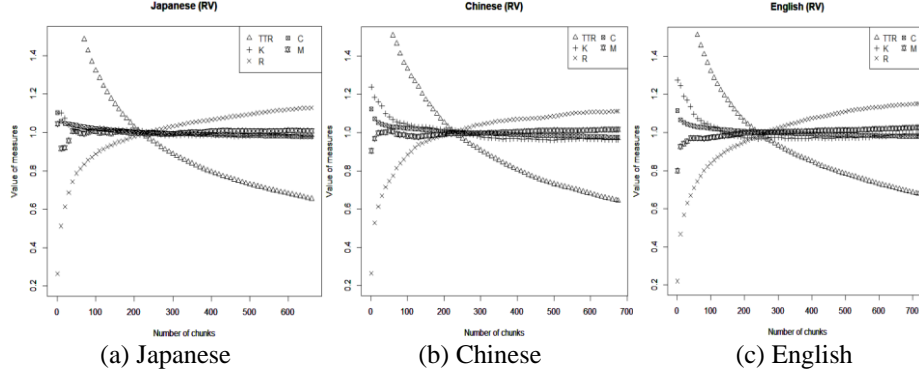 Japanese (RV)
TTR C
K M
R
Value of measures
1.4
1.2
1.0
0.8
0.6
0.4
0.2
0 100 200 300 400 500 600
Number of chunks
(a) Japanese
Chinese (RV)
TTR C
K M
R
Value of measures
1.4
1.2
1.0
0.8
0.6
0.4
0.2
0 100 200 300 400 500 600 700
Number of chunks
(b) Chinese
English (RV)
TTR C
K M
R
Value of measures
1.4
1.2
1.0
0.8
0.6
0.4
0.2
0 100 200 300 400 500 600 700
Number of chunks
(c) English